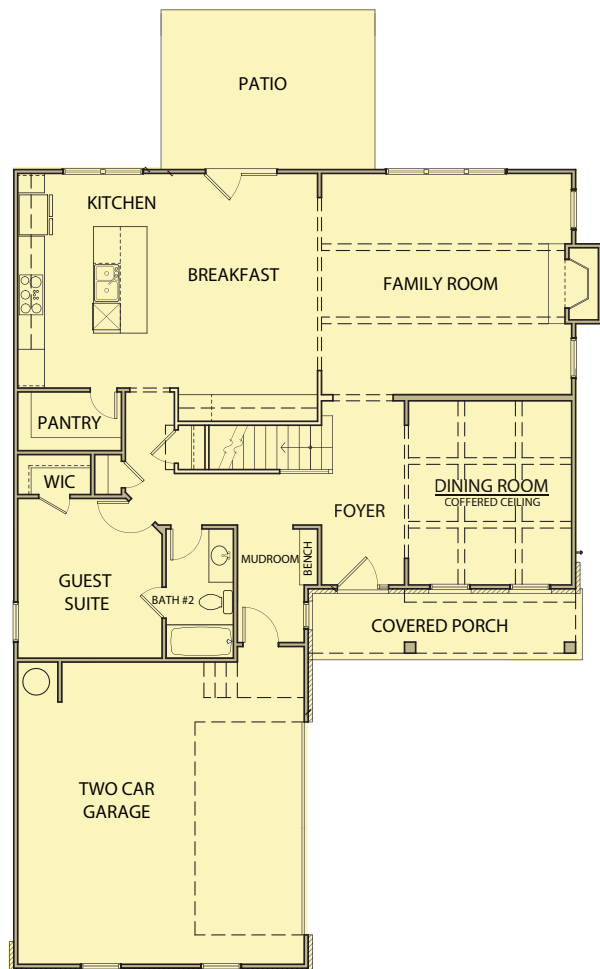 PATIO
KITCHEN
BREAKFAST
FAMILY ROOM
PANTRY
WIC
DINING ROOM
COFFERED CEILING
FOYER
MUDROOM
BENCH
GUEST
SUITE
BATH #2
COVERED PORCH
TWO CAR
GARAGE